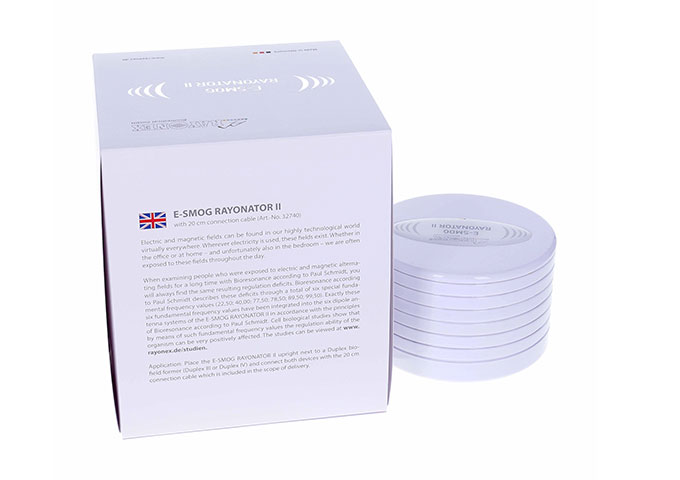 E-SMOG
RAYONATOR II
E-SMOG RAYONATOR II
with 20 cm connection cable (Art.-No. 32740)
Electric and magnetic fields can be found in our highly technological world
virtually everywhere. Wherever electricity is used, these fields exist. Whether in
the office or at home – and unfortunately also in the bedroom – we are often
exposed to these fields throughout the day.
When examining people who were exposed to electric and magnetic alterna-
ting fields for a long time with Bioresonance according to Paul Schmidt, you
will always find the same resulting regulation deficits. Bioresonance according
to Paul Schmidt describes these deficits through a total of six special funda-
mental frequency values (22,50; 40,00; 77,50, 78,50; 89,50, 99,50). Exactly these
six fundamental frequency values have been integrated into the six dipole an-
tenna systems of the E-SMOG RAYONATOR II in accordance with the principles
of Bioresonance according to Paul Schmidt. Cell biological studies show that
by means of such fundamental frequency values the regulation ability of the
organism can be very positively affected. The studies can be viewed at www.
rayonex.de/studien.
Application: Place the E-SMOG RAYONATOR II upright next to a Duplex bio-
field former (Duplex III or Duplex IV) and connect both devices with the 20 cm
connection cable which is included in the scope of delivery.
E-SMOG
RAYONATOR II